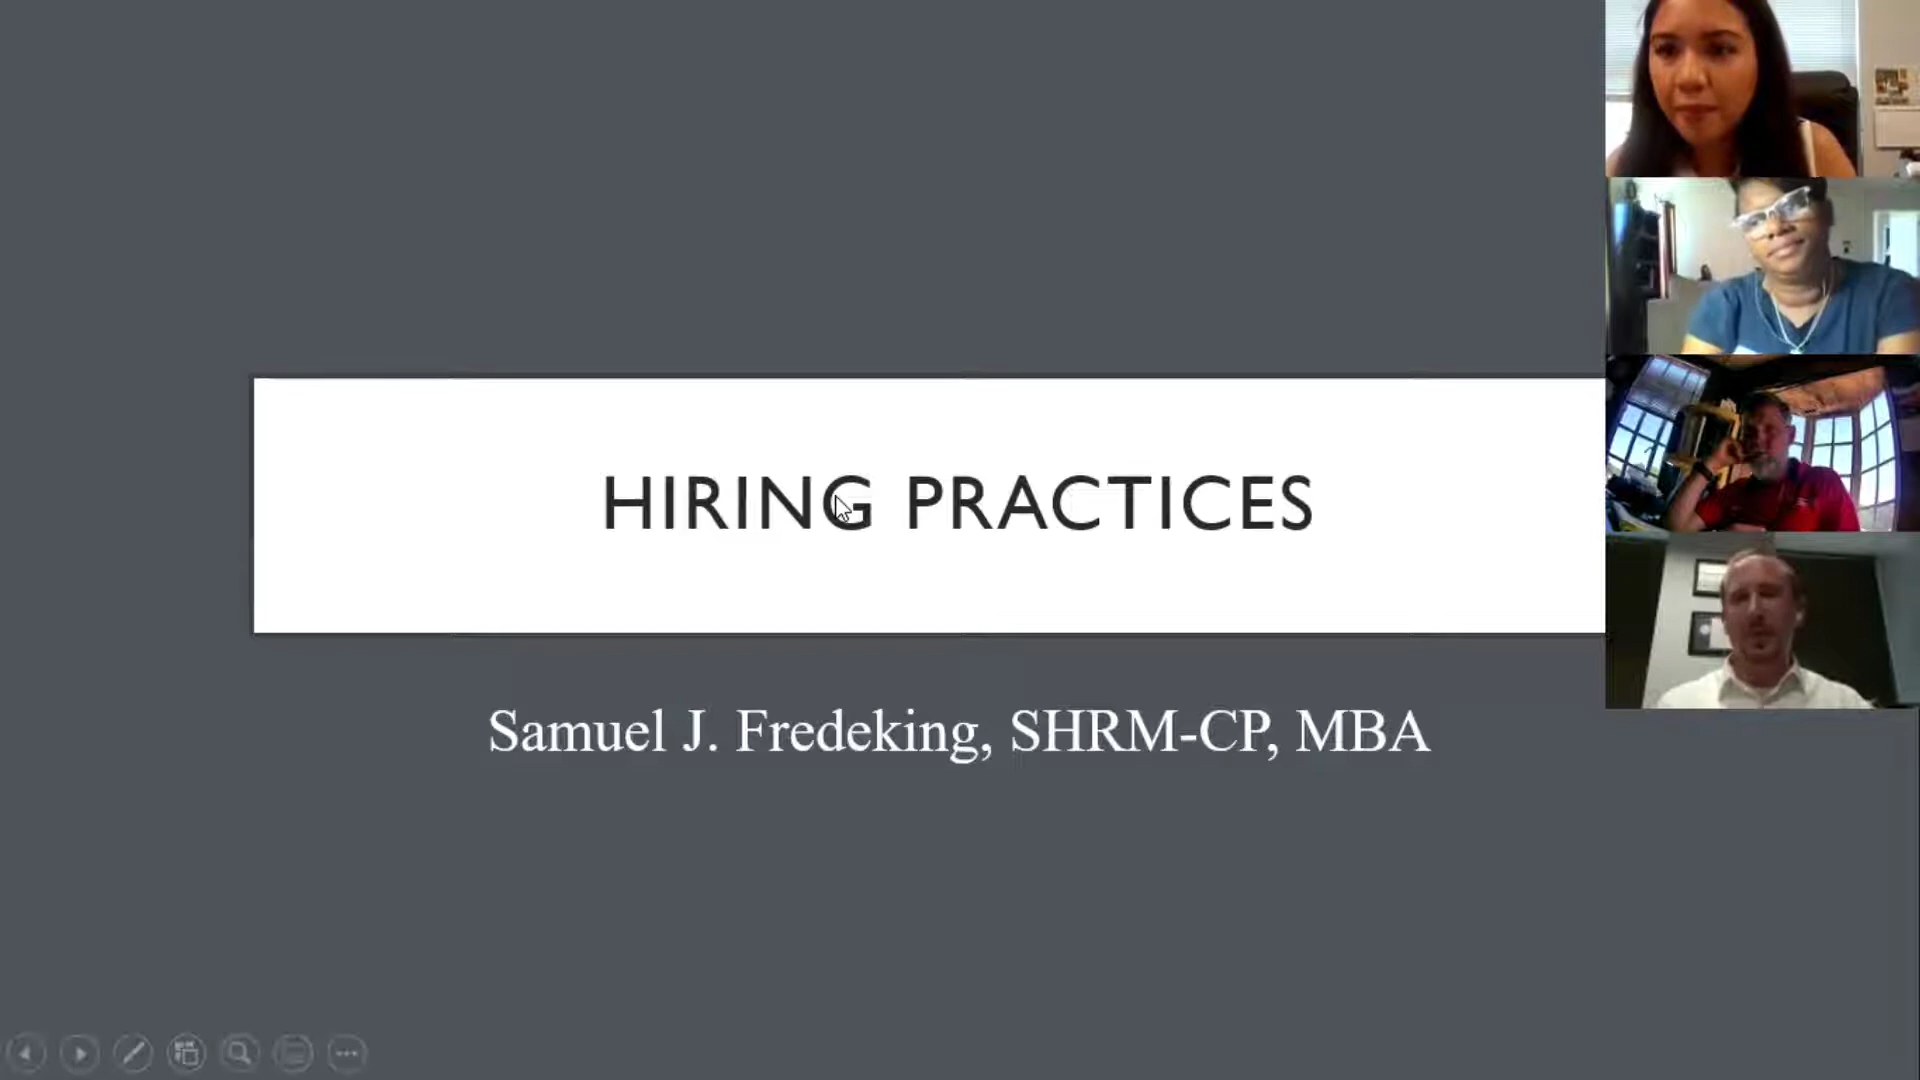 HIRING PRACTICES
Samuel J. Fredeking, SHRM-CP, MBA